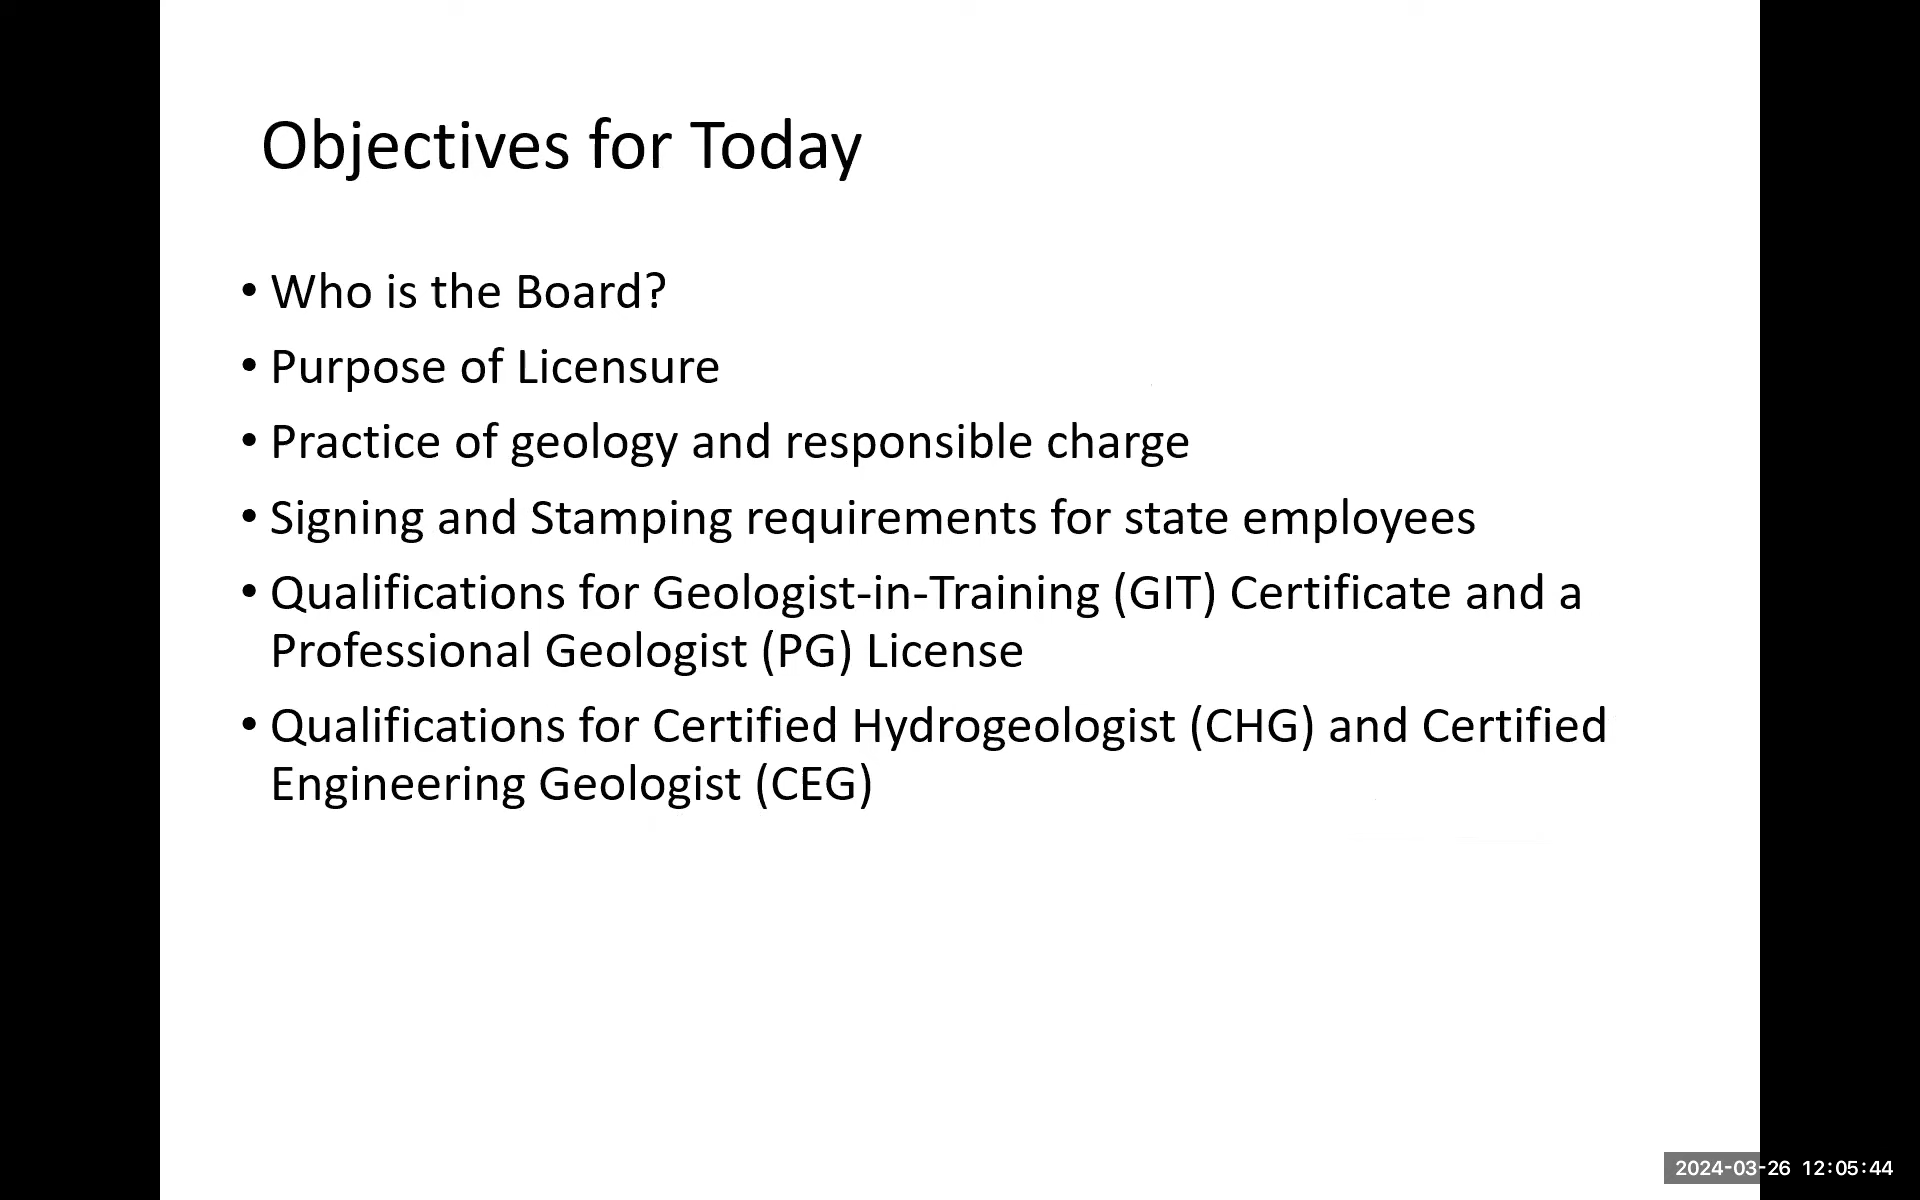 Objectives for Today
• Who is the Board?
• Purpose of Licensure
• Practice of geology and responsible charge
• Signing and Stamping requirements for state employees
• Qualifications for Geologist-in-Training (GIT) Certificate and a
Professional Geologist (PG) License
• Qualifications for Certified Hydrogeologist (CHG) and Certified
Engineering Geologist (CEG)
2024-03-26 12:05:44